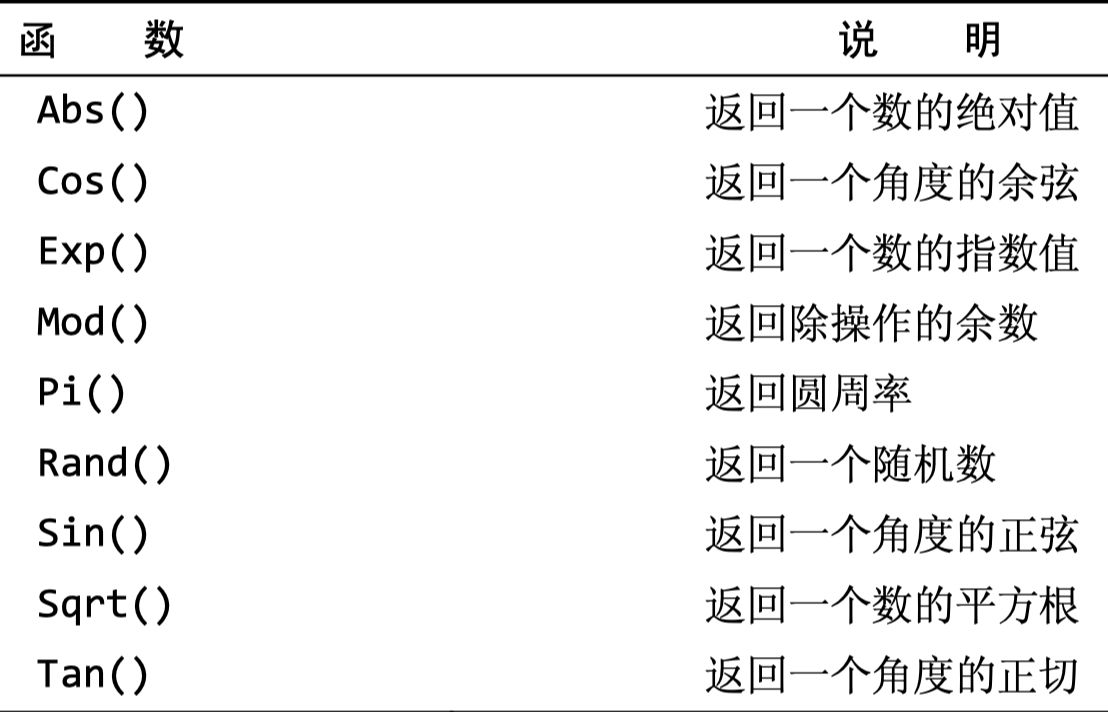 函 数 说 明
Abs() 返回一个数的绝对值
Cos() 返回一个角度的余弦
Exp() 返回一个数的指数值
Mod() 返回除操作的余数
Pi() 返回圆周率
Rand() 返回一个随机数
Sin() 返回一个角度的正弦
Sqrt() 返回一个数的平方根
Tan() 返回一个角度的正切